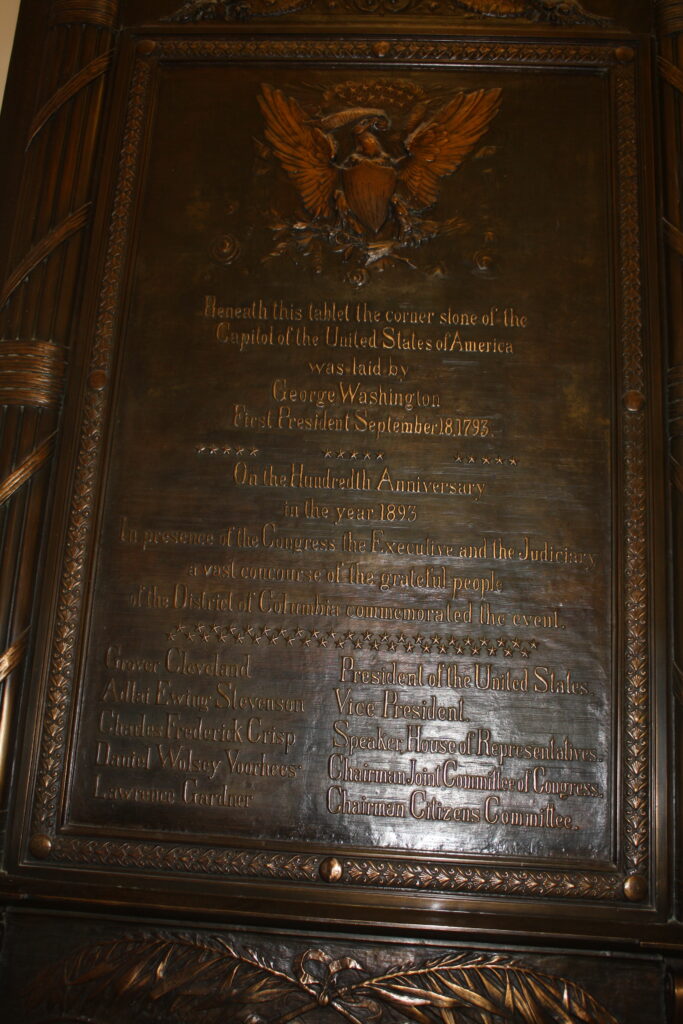 Beneath this tablet the corner stone of the
Capitol of the United States of America
was laid by
George Washington
First President September 18. 1793.
On the Hundredth Anniversary
in the year 1893
In presence of the Congress the Executive and the Judiciary
a vast concourse of the grateful people
of the District of Columbia commemorated the event.
Grover Cleveland President of the United States.
Adlai Ewing Stevenson Vice President.
Charles Frederick Crisp Speaker House of Representatives.
Daniel Wolsey Voorhees Chairman Joint Committee of Congress.
Lawrence Gardner Chairman Citizens Committee.